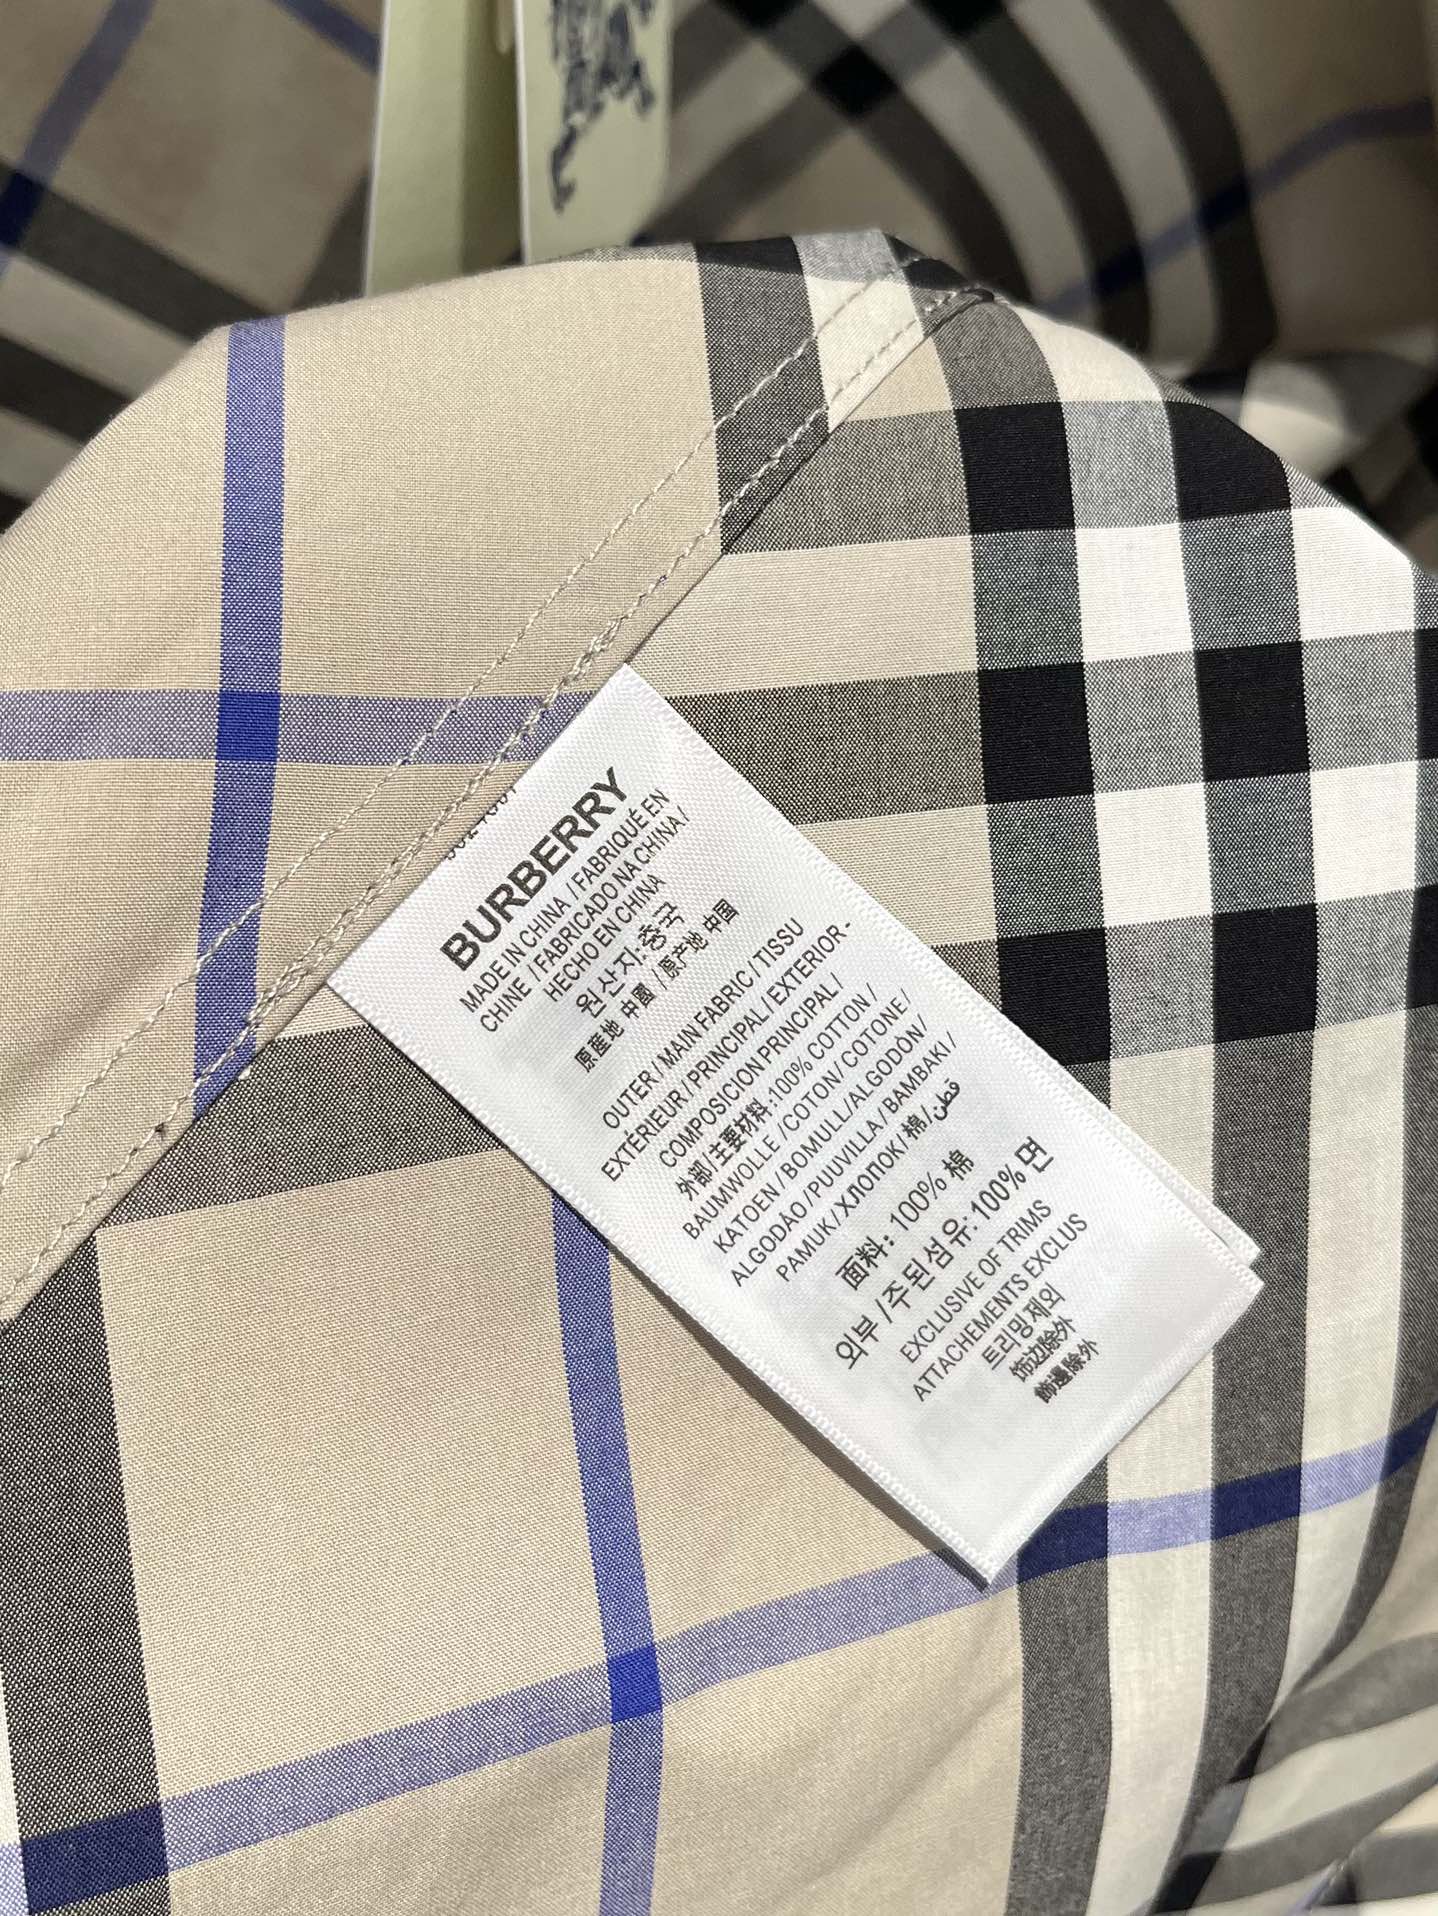 BURBERRY
MADE IN CHINA / FABRIQUÉ EN
CHINE / FABRICADO NA CHINA /
HECHO EN CHINA
원산지: 중국
原産地 中國 / 原产地 中国
OUTER / MAIN FABRIC / TISSU
EXTÉRIEUR / PRINCIPAL / EXTERIOR-
COMPOSICION PRINCIPAL /
外部 / 主要材料 :100% COTTON /
BAUMWOLLE / COTON / COTONE /
KATOEN / BOMULL/ALGODÓN /
ALGODÃO / PUUVILLA / BAMBAKI /
PAMUK / ХЛОПОК / 棉 / قطن
面料: 100% 棉
외부 / 주된섬유: 100% 면
EXCLUSIVE OF TRIMS
ATTACHEMENTS EXCLUS
트리밍 제외
饰边除外
飾邊除外